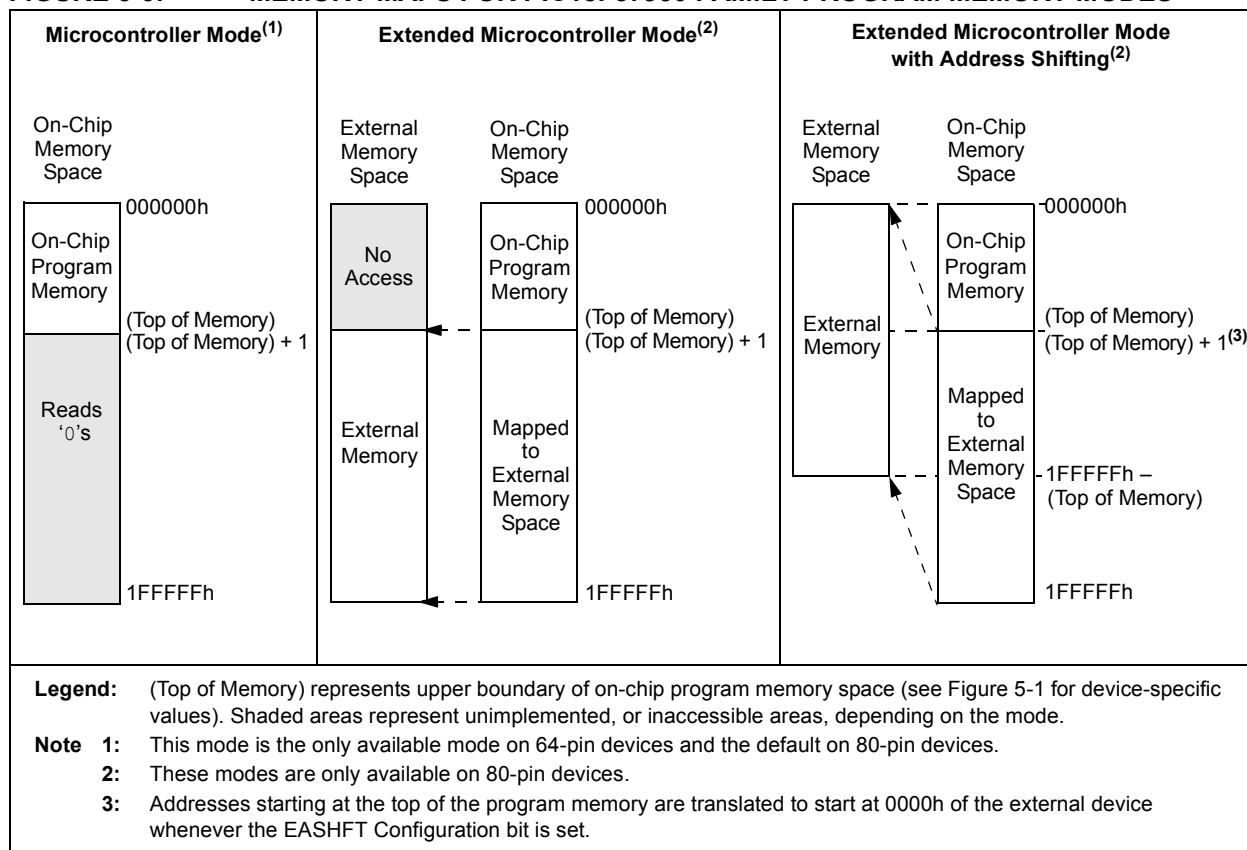 Microcontroller Mode(1)
On-Chip
Memory
Space
000000h
On-Chip
Program
Memory
(Top of Memory)
(Top of Memory) + 1
Reads
‘0’s
1FFFFFh
Extended Microcontroller Mode(2)
External
Memory
Space
On-Chip
Memory
Space
000000h
No
Access
On-Chip
Program
Memory
(Top of Memory)
(Top of Memory) + 1
External
Memory
Mapped
to
External
Memory
Space
1FFFFFh
Extended Microcontroller Mode
with Address Shifting(2)
External
Memory
Space
On-Chip
Memory
Space
000000h
On-Chip
Program
Memory
External
Memory
(Top of Memory)
(Top of Memory) + 1(3)
Mapped
to
External
Memory
Space
1FFFFFh –
(Top of Memory)
1FFFFFh
Legend: (Top of Memory) represents upper boundary of on-chip program memory space (see Figure 5-1 for device-specific
values). Shaded areas represent unimplemented, or inaccessible areas, depending on the mode.
Note 1: This mode is the only available mode on 64-pin devices and the default on 80-pin devices.
2: These modes are only available on 80-pin devices.
3: Addresses starting at the top of the program memory are translated to start at 0000h of the external device
whenever the EASHFT Configuration bit is set.